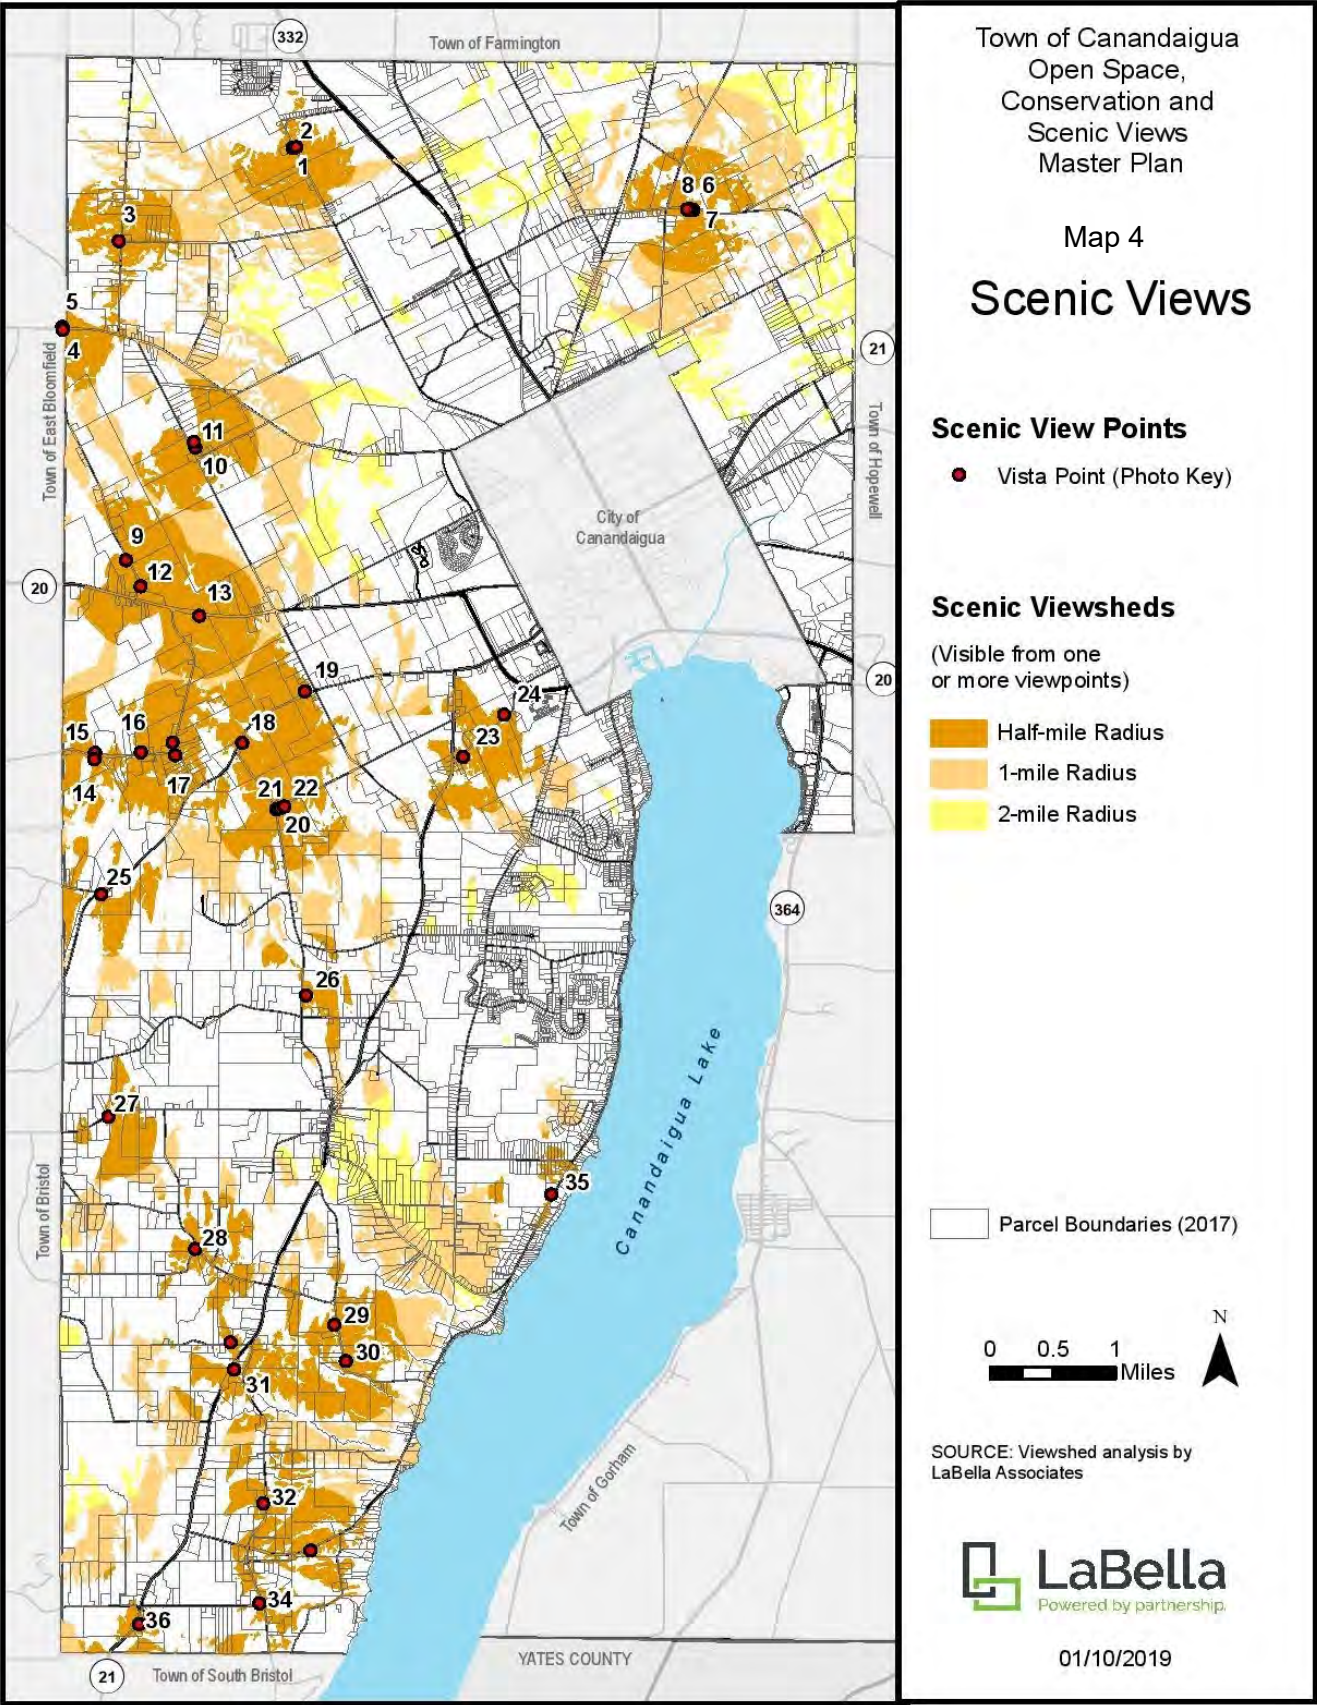 332
Town of Farmington
2
1
3
8 6
7
5
4
21
Town of East Bloomfield
Town of Hopewell
11
10
City of
Canandaigua
9
12
20
13
19
20
24
15
16
18
23
14
17
21
22
20
25
364
26
Canandaigua Lake
27
35
Town of Bristol
28
29
30
31
32
Town of Gorham
34
36
YATES COUNTY
21
Town of South Bristol
Town of Canandaigua
Open Space,
Conservation and
Scenic Views
Master Plan
Map 4
Scenic Views
Scenic View Points
Vista Point (Photo Key)
Scenic Viewsheds
(Visible from one
or more viewpoints)
Half-mile Radius
1-mile Radius
2-mile Radius
Parcel Boundaries (2017)
N
0 0.5 1
Miles
SOURCE: Viewshed analysis by
LaBella Associates
LaBella
Powered by partnership.
01/10/2019